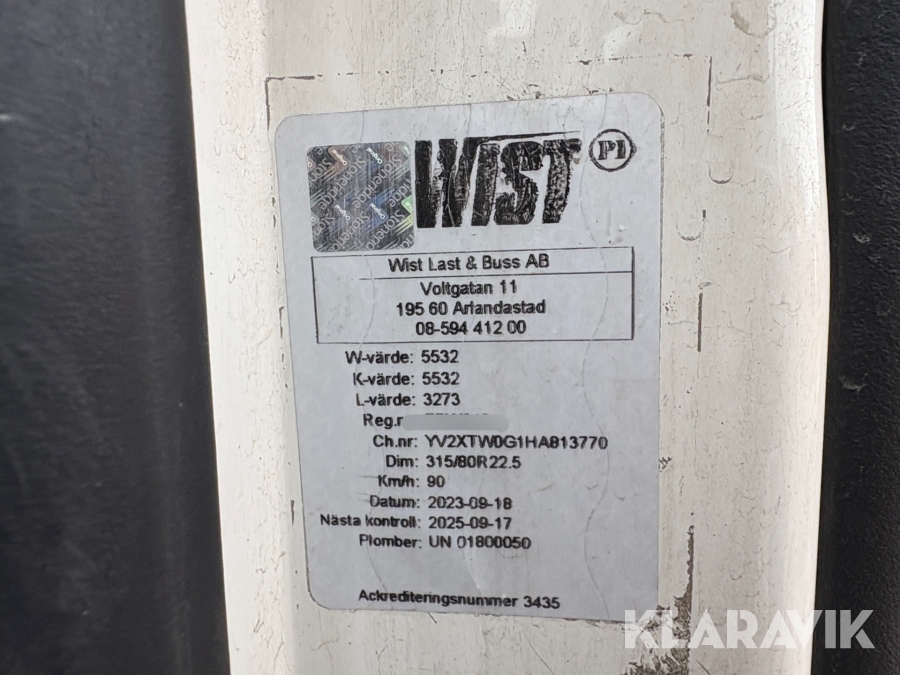 WIST PI
Wist Last & Buss AB
Voltgatan 11
195 60 Arlandastad
08-594 412 00
W-värde: 5532
K-värde: 5532
L-värde: 3273
Reg.r
Ch.nr: YV2XTW0G1HA813770
Dim: 315/80R22.5
Km/h: 90
Datum: 2023-09-18
Nästa kontroll: 2025-09-17
Plomber: UN 01800050
Ackrediteringsnummer 3435
KLARAVIK